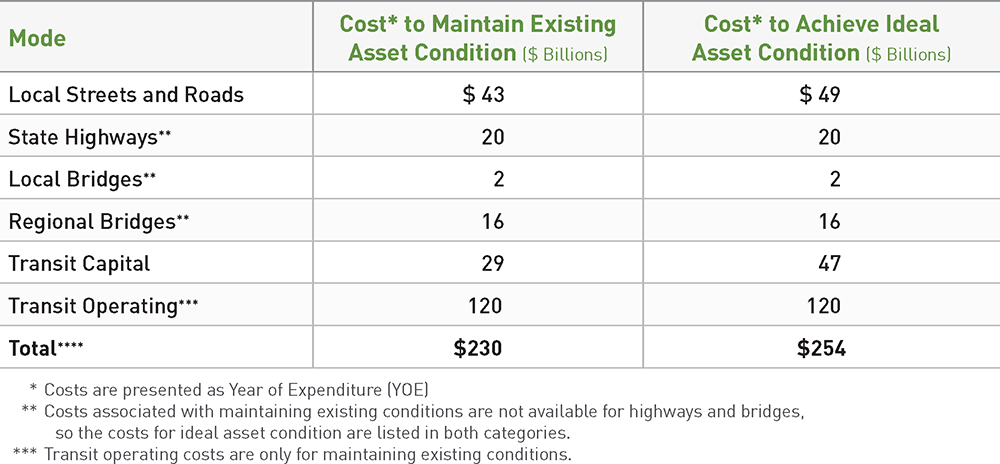 Mode
Cost* to Maintain Existing
Asset Condition ($ Billions)
Cost* to Achieve Ideal
Asset Condition ($ Billions)
Local Streets and Roads $ 43 $ 49
State Highways** 20 20
Local Bridges** 2 2
Regional Bridges** 16 16
Transit Capital 29 47
Transit Operating*** 120 120
Total**** $230 $254
* Costs are presented as Year of Expenditure (YOE)
** Costs associated with maintaining existing conditions are not available for highways and bridges,
so the costs for ideal asset condition are listed in both categories.
*** Transit operating costs are only for maintaining existing conditions.